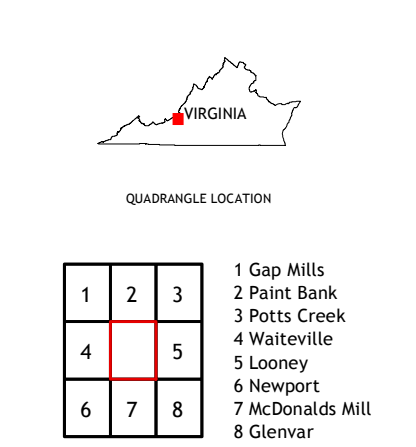 VIRGINIA
QUADRANGLE LOCATION
1 2 3
4 5
6 7 8
1 Gap Mills
2 Paint Bank
3 Potts Creek
4 Waiteville
5 Looney
6 Newport
7 McDonalds Mill
8 Glenvar